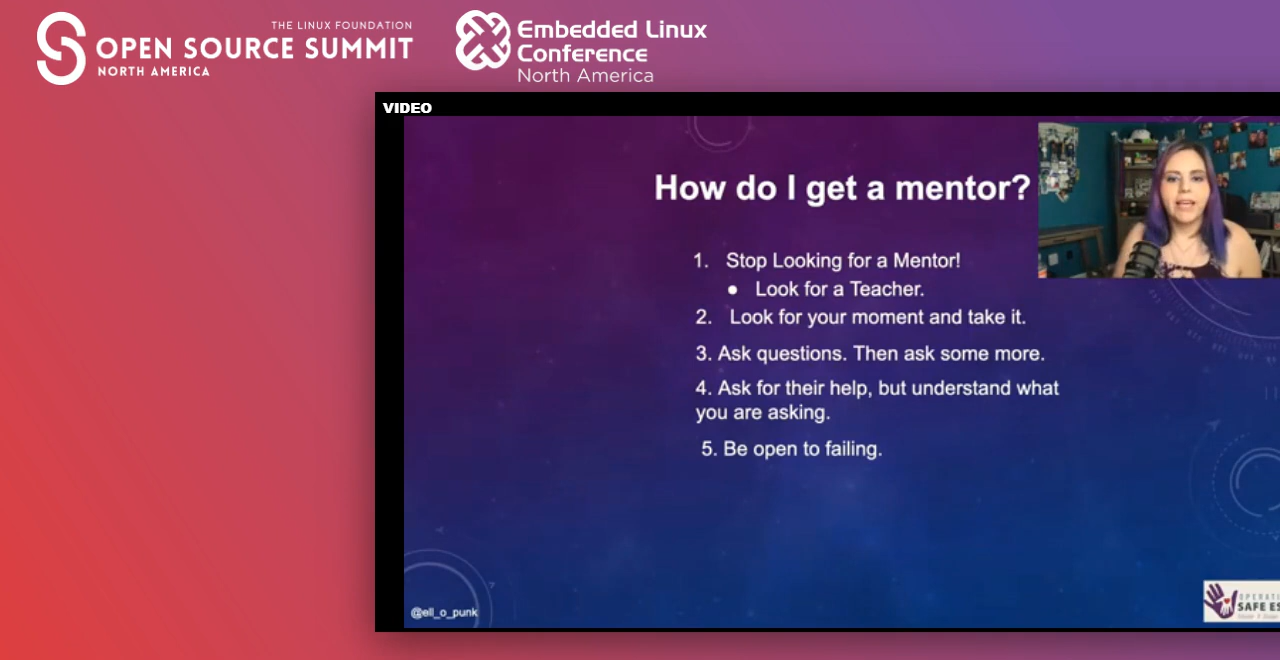 THE LINUX FOUNDATION
OPEN SOURCE SUMMIT
NORTH AMERICA
Embedded Linux
Conference
North America
VIDEO
How do I get a mentor?
1. Stop Looking for a Mentor!
● Look for a Teacher.
2. Look for your moment and take it.
3. Ask questions. Then ask some more.
4. Ask for their help, but understand what
you are asking.
5. Be open to failing.
@ell_o_punk
OPERATI
SAFE ES